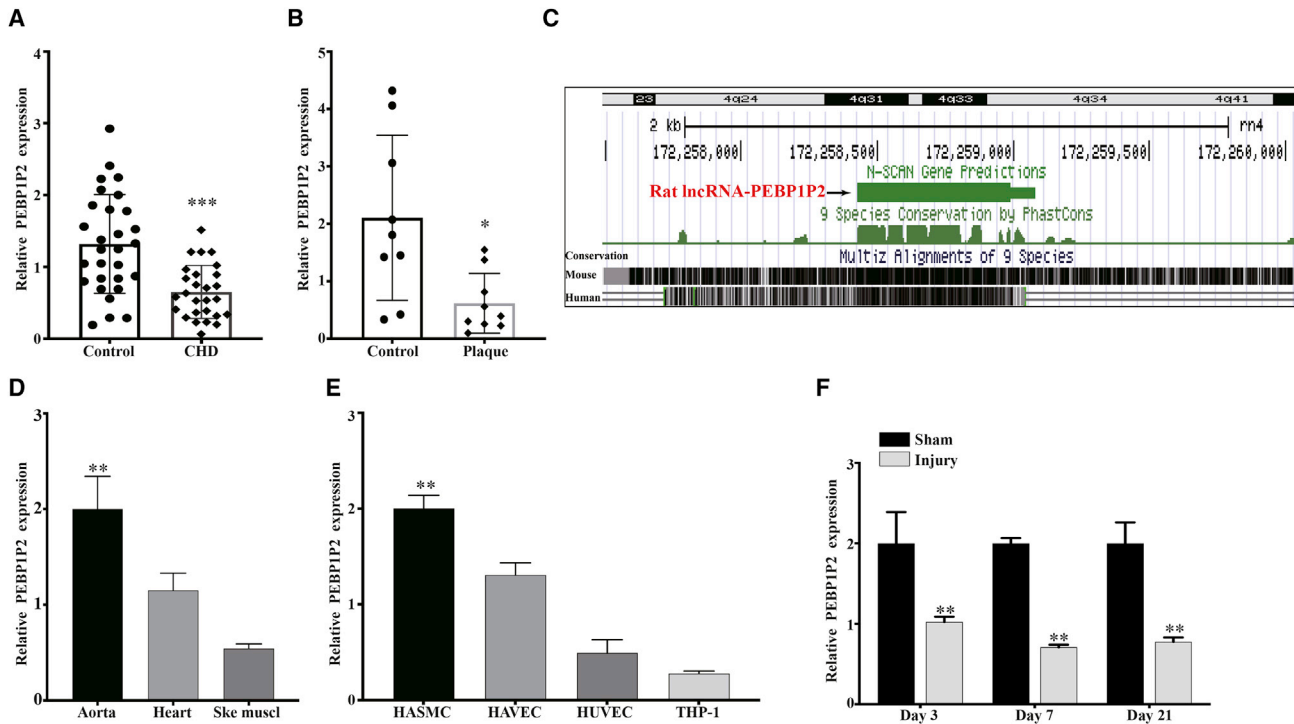 A
Relative PEBP1P2 expression
4
3
2
1
0
***
Control CHD
B
Relative PEBP1P2 expression
5
4
3
2
1
0
*
Control Plaque
C
23 4q24 4q31 4q33 4q34 4q41
2 kb rn4
172,258,000 172,258,500 172,259,000 172,259,500 172,260,000
N-SCAN Gene Predictions
Rat lncRNA-PEBP1P2
9 Species Conservation by PhastCons
Multiz Alignments of 9 Species
Conservation
Mouse
Human
D
Relative PEBP1P2 expression
3
2
1
0
**
Aorta Heart Ske muscl
E
Relative PEBP1P2 expression
3
2
1
0
**
HASMC HAVEC HUVEC THP-1
F
Sham
Injury
Relative PEBP1P2 expression
3
2
1
0
** ** **
Day 3 Day 7 Day 21